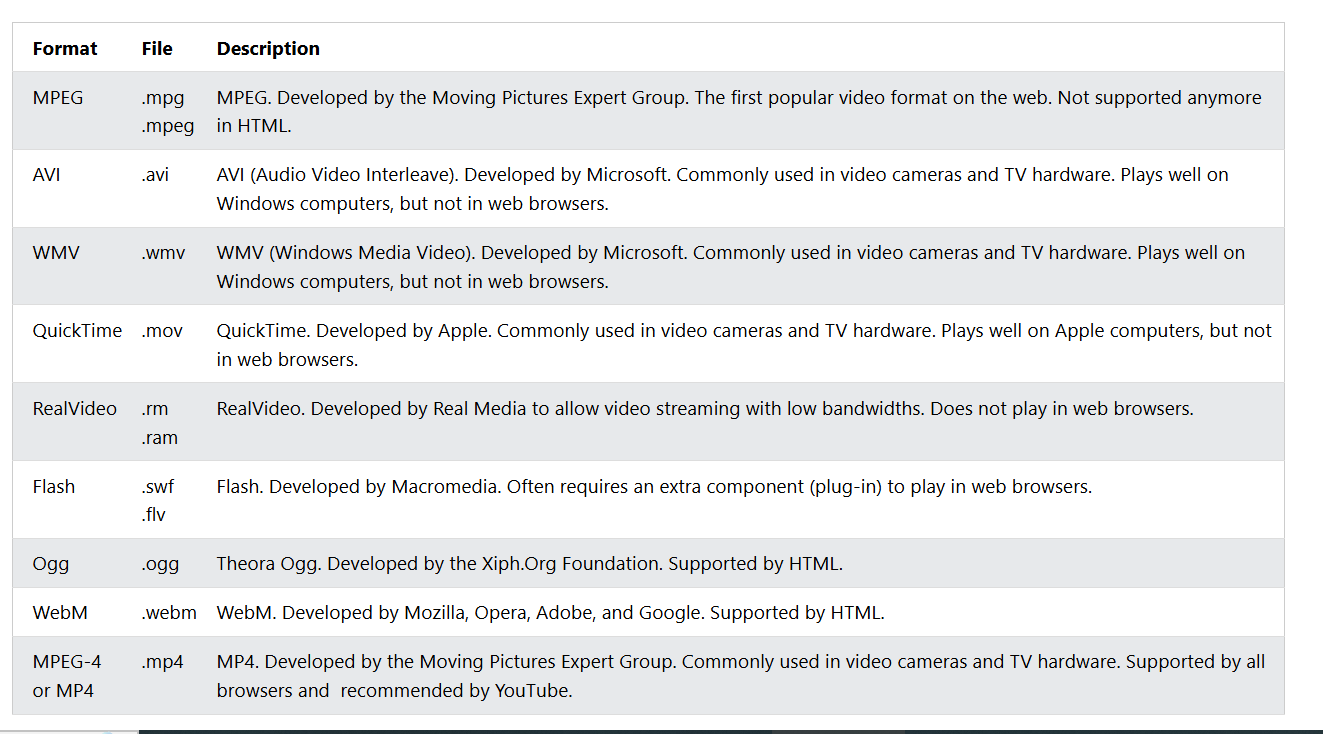 Format File Description
MPEG .mpg MPEG. Developed by the Moving Pictures Expert Group. The first popular video format on the web. Not supported anymore
.mpeg in HTML.
AVI .avi AVI (Audio Video Interleave). Developed by Microsoft. Commonly used in video cameras and TV hardware. Plays well on
Windows computers, but not in web browsers.
WMV .wmv WMV (Windows Media Video). Developed by Microsoft. Commonly used in video cameras and TV hardware. Plays well on
Windows computers, but not in web browsers.
QuickTime .mov QuickTime. Developed by Apple. Commonly used in video cameras and TV hardware. Plays well on Apple computers, but not
in web browsers.
RealVideo .rm RealVideo. Developed by Real Media to allow video streaming with low bandwidths. Does not play in web browsers.
.ram
Flash .swf Flash. Developed by Macromedia. Often requires an extra component (plug-in) to play in web browsers.
.flv
Ogg .ogg Theora Ogg. Developed by the Xiph.Org Foundation. Supported by HTML.
WebM .webm WebM. Developed by Mozilla, Opera, Adobe, and Google. Supported by HTML.
MPEG-4 .mp4 MP4. Developed by the Moving Pictures Expert Group. Commonly used in video cameras and TV hardware. Supported by all
or MP4 browsers and  recommended by YouTube.